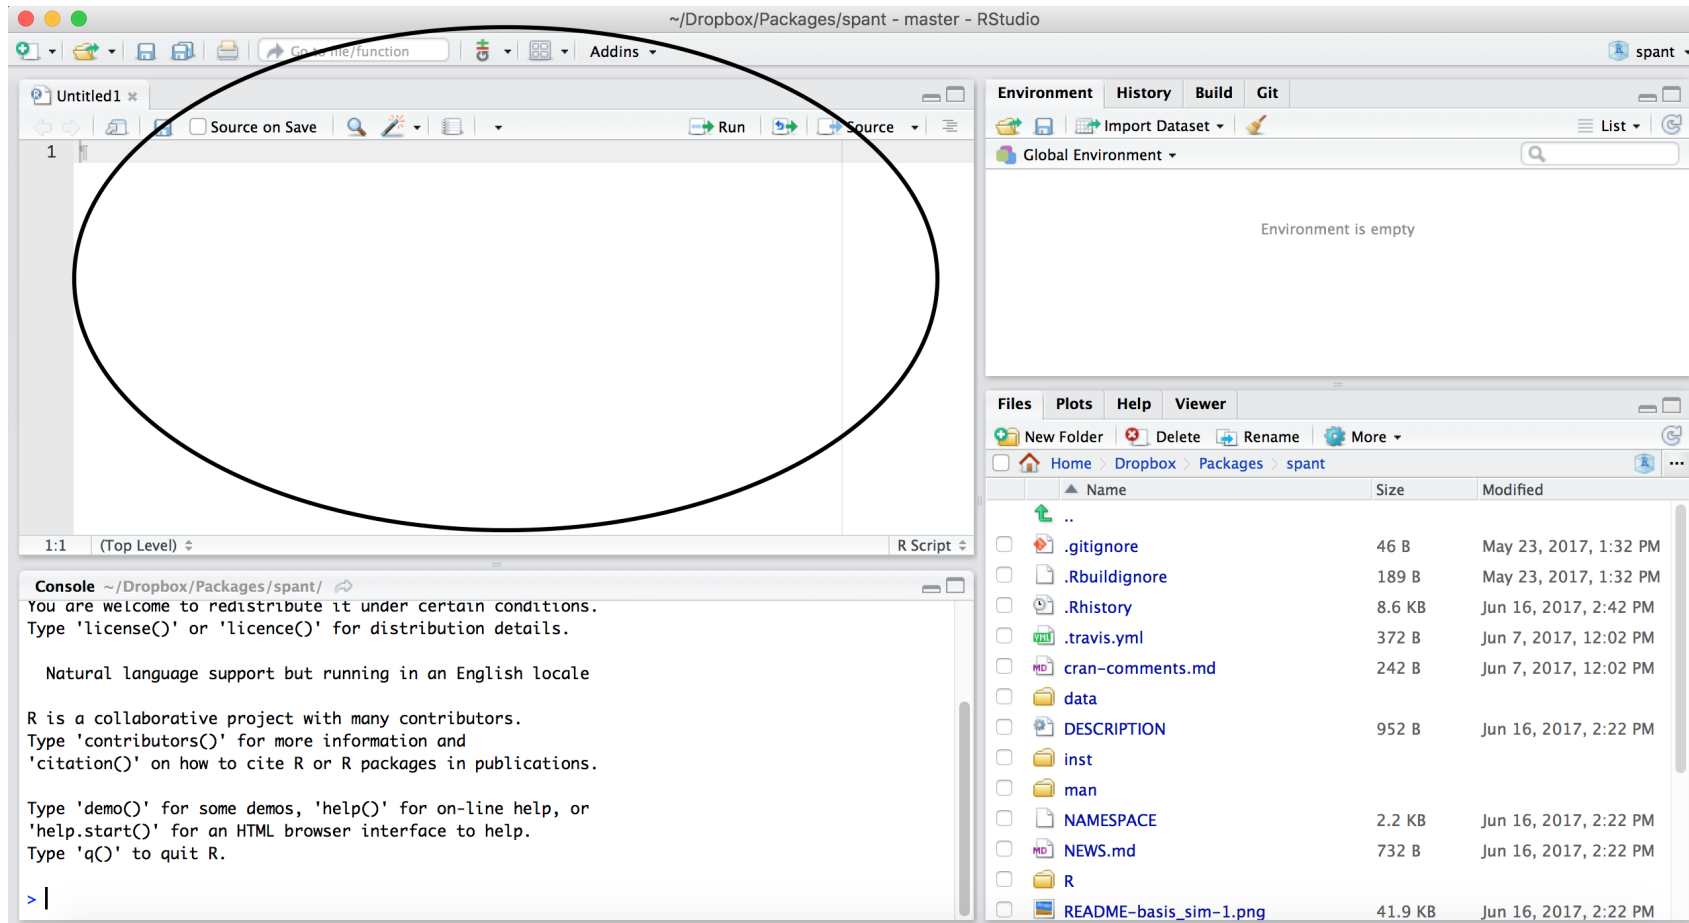 ~/Dropbox/Packages/spant - master - RStudio
Go to file/function Addins spant
Untitled1
Source on Save Run Source
1
1:1 (Top Level) R Script
Console ~/Dropbox/Packages/spant/
You are welcome to redistribute it under certain conditions.
Type 'license()' or 'licence()' for distribution details.
Natural language support but running in an English locale
R is a collaborative project with many contributors.
Type 'contributors()' for more information and
'citation()' on how to cite R or R packages in publications.
Type 'demo()' for some demos, 'help()' for on-line help, or
'help.start()' for an HTML browser interface to help.
Type 'q()' to quit R.
>
Environment History Build Git
Import Dataset List
Global Environment
Environment is empty
Files Plots Help Viewer
New Folder Delete Rename More
Home Dropbox Packages spant ...
Name Size Modified
..
.gitignore 46 B May 23, 2017, 1:32 PM
.Rbuildignore 189 B May 23, 2017, 1:32 PM
.Rhistory 8.6 KB Jun 16, 2017, 2:42 PM
.travis.yml 372 B Jun 7, 2017, 12:02 PM
cran-comments.md 242 B Jun 7, 2017, 12:02 PM
data
DESCRIPTION 952 B Jun 16, 2017, 2:22 PM
inst
man
NAMESPACE 2.2 KB Jun 16, 2017, 2:22 PM
NEWS.md 732 B Jun 16, 2017, 2:22 PM
R
README-basis_sim-1.png 41.9 KB Jun 16, 2017, 2:22 PM